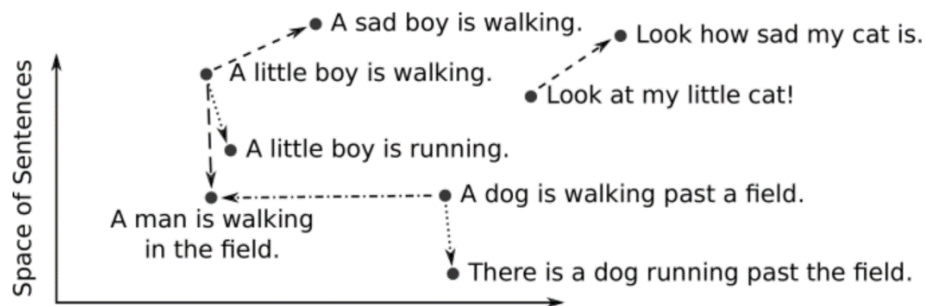 A sad boy is walking.
Look how sad my cat is.
A little boy is walking.
Look at my little cat!
A little boy is running.
A dog is walking past a field.
A man is walking
in the field.
There is a dog running past the field.
Space of Sentences